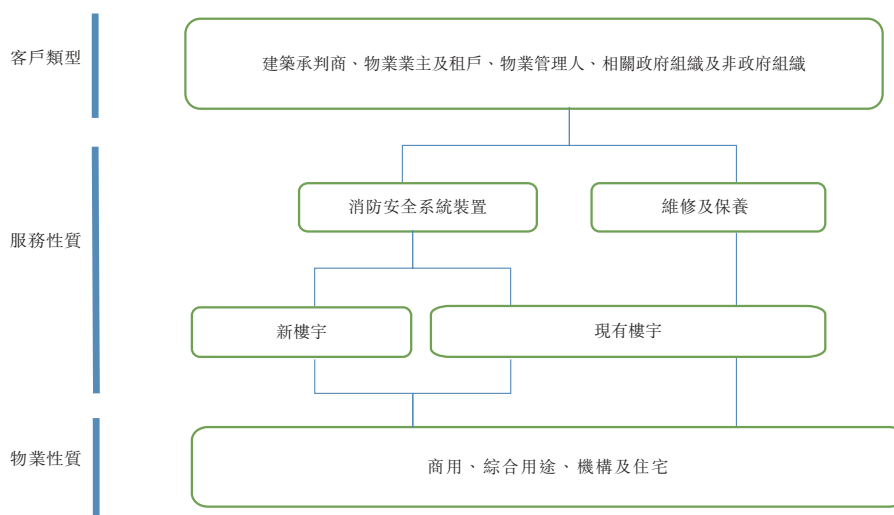 客戶類型
建築承判商、物業業主及租戶、物業管理人、相關政府組織及非政府組織
服務性質
消防安全系統裝置
維修及保養
新樓宇
現有樓宇
物業性質
商用、綜合用途、機構及住宅